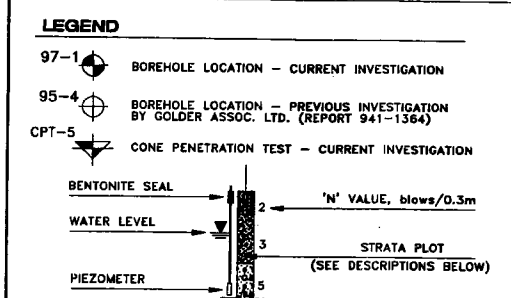 LEGEND
97-1
BOREHOLE LOCATION – CURRENT INVESTIGATION
95-4
BOREHOLE LOCATION – PREVIOUS INVESTIGATION
BY GOLDER ASSOC. LTD. (REPORT 941-1364)
CPT-5
CONE PENETRATION TEST – CURRENT INVESTIGATION
BENTONITE SEAL
'N' VALUE, blows/0.3m
2
WATER LEVEL
3
STRATA PLOT
(SEE DESCRIPTIONS BELOW)
PIEZOMETER
5